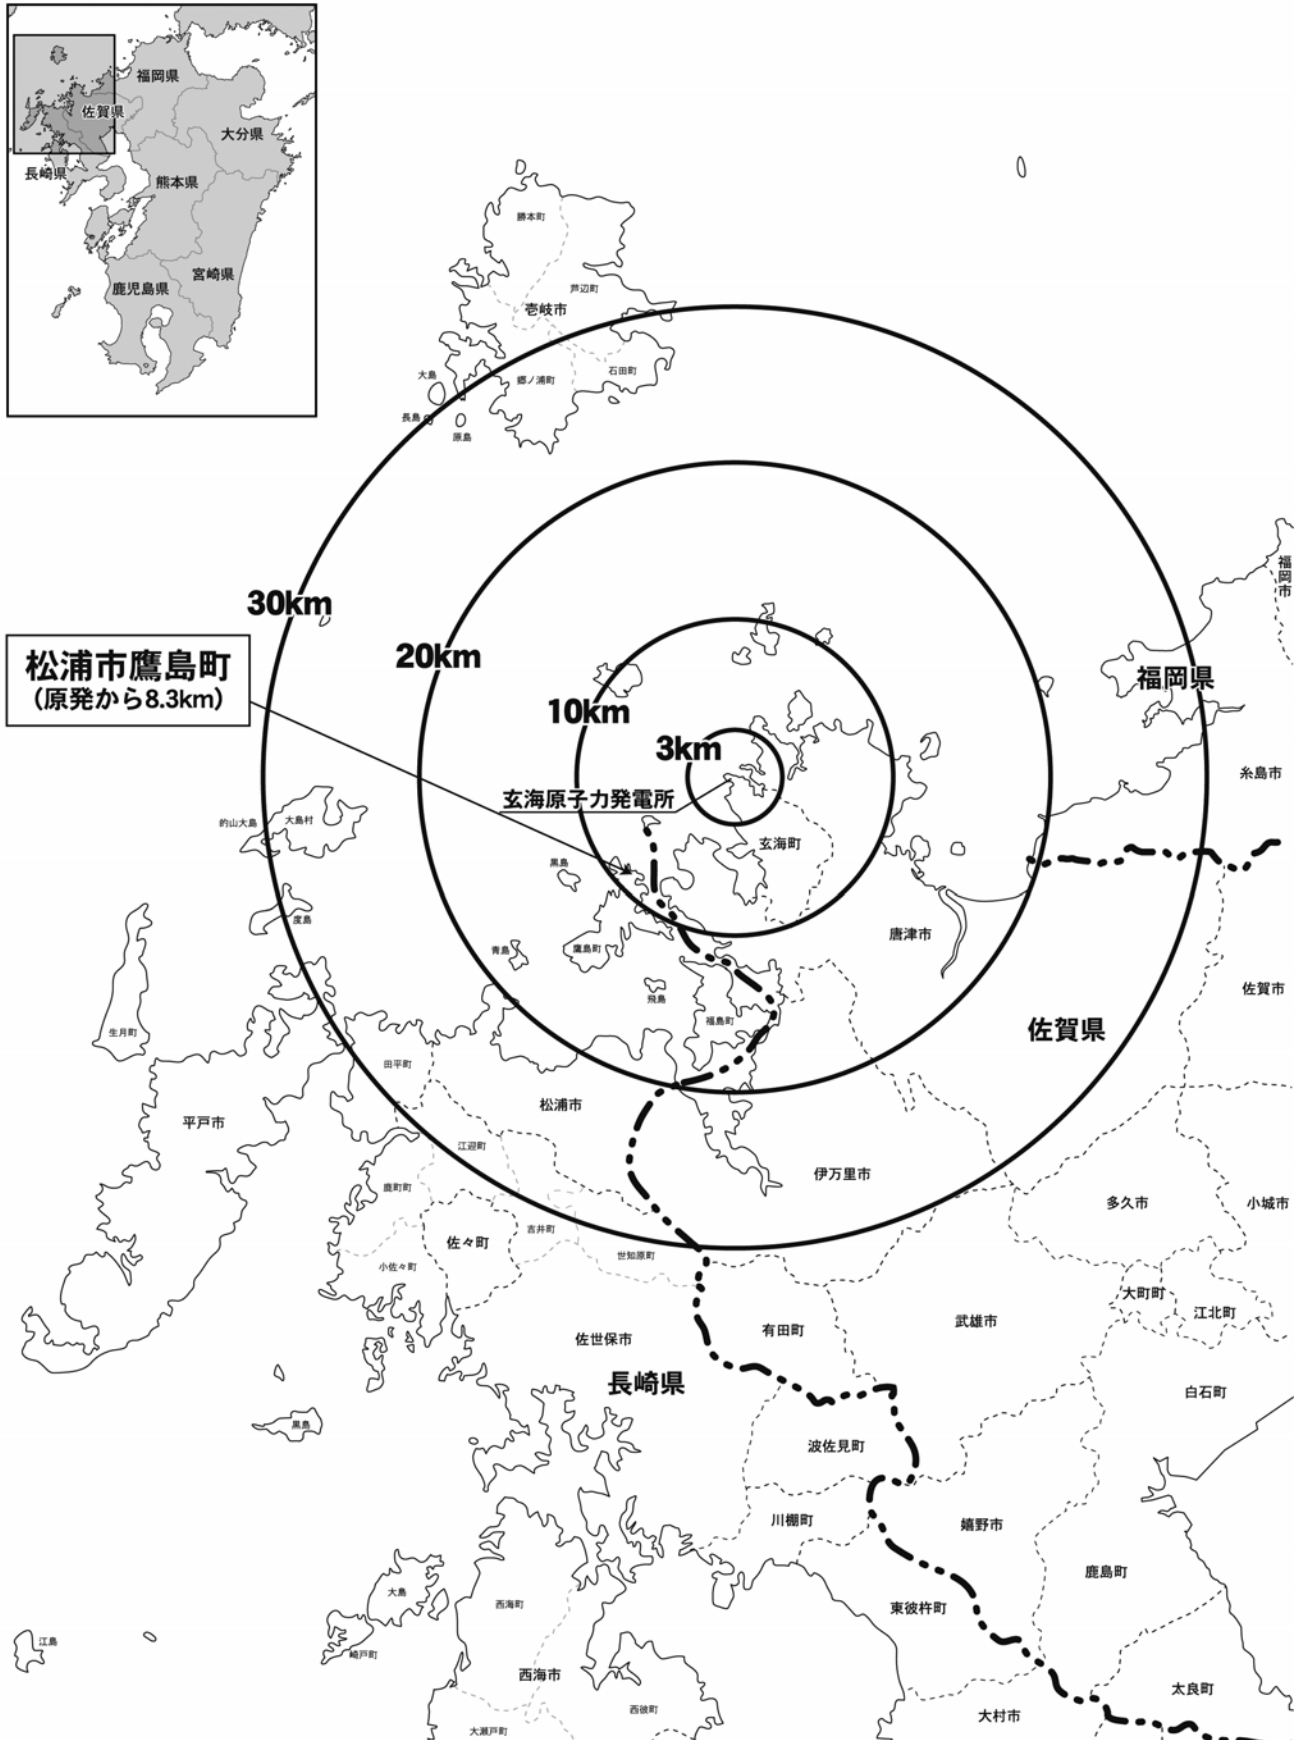 福岡県
佐賀県
大分県
長崎県
熊本県
宮崎県
鹿児島県
勝本町
芦辺町
壱岐市
石田町
郷ノ浦町
大島
長島
原島
福岡市
30km
松浦市鷹島町
（原発から8.3km）
20km
福岡県
10km
3km
糸島市
玄海原子力発電所
的山大島
大島村
玄海町
黒島
度島
唐津市
青島
鷹島町
佐賀市
飛島
福島町
生月町
佐賀県
田平町
松浦市
平戸市
江迎町
伊万里市
鹿町町
多久市
小城市
吉井町
佐々町
世知原町
小佐々町
大町町
江北町
有田町
武雄市
佐世保市
長崎県
白石町
黒島
波佐見町
川棚町
嬉野市
鹿島町
大島
西海町
東彼杵町
江島
崎戸町
西海市
太良町
西彼町
大村市
大瀬戸町